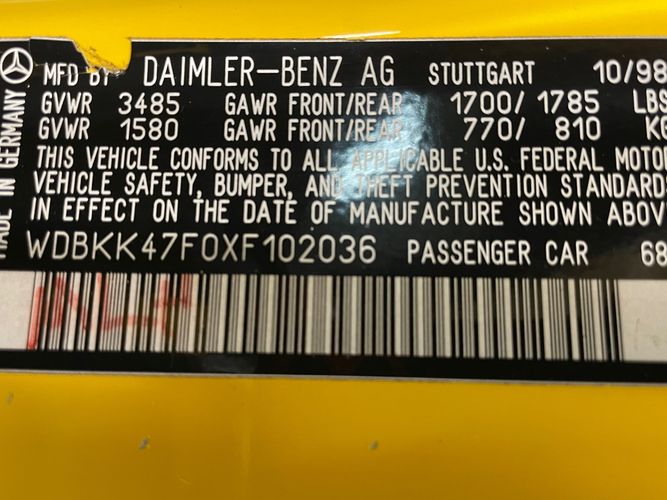 MFD BY DAIMLER-BENZ AG STUTTGART 10/98
GVWR 3485 GAWR FRONT/REAR 1700/ 1785 LBS
GVWR 1580 GAWR FRONT/REAR 770/ 810 KG
THIS VEHICLE CONFORMS TO ALL APPLICABLE U.S. FEDERAL MOTOR
VEHICLE SAFETY, BUMPER, AND THEFT PREVENTION STANDARDS
IN EFFECT ON THE DATE OF MANUFACTURE SHOWN ABOVE
WDBKK47F0XF102036 PASSENGER CAR 68
MADE IN GERMANY